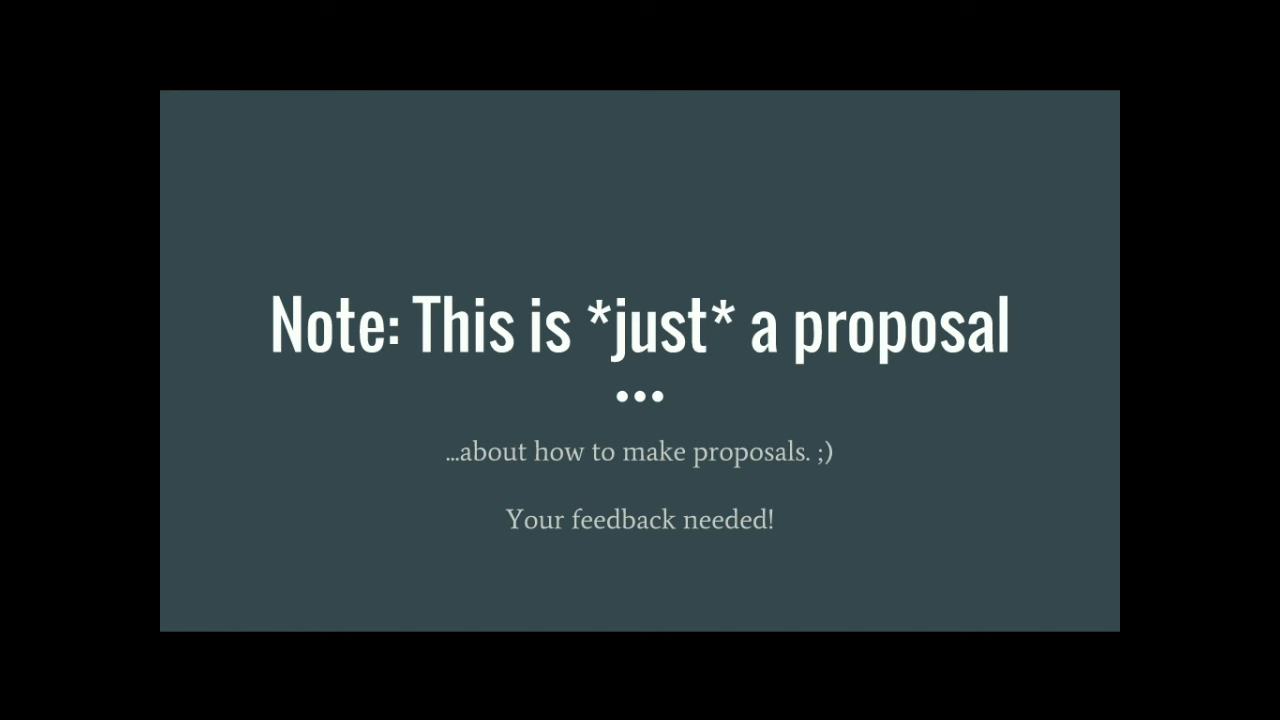 Note: This is *just* a proposal
...about how to make proposals. ;)
Your feedback needed!